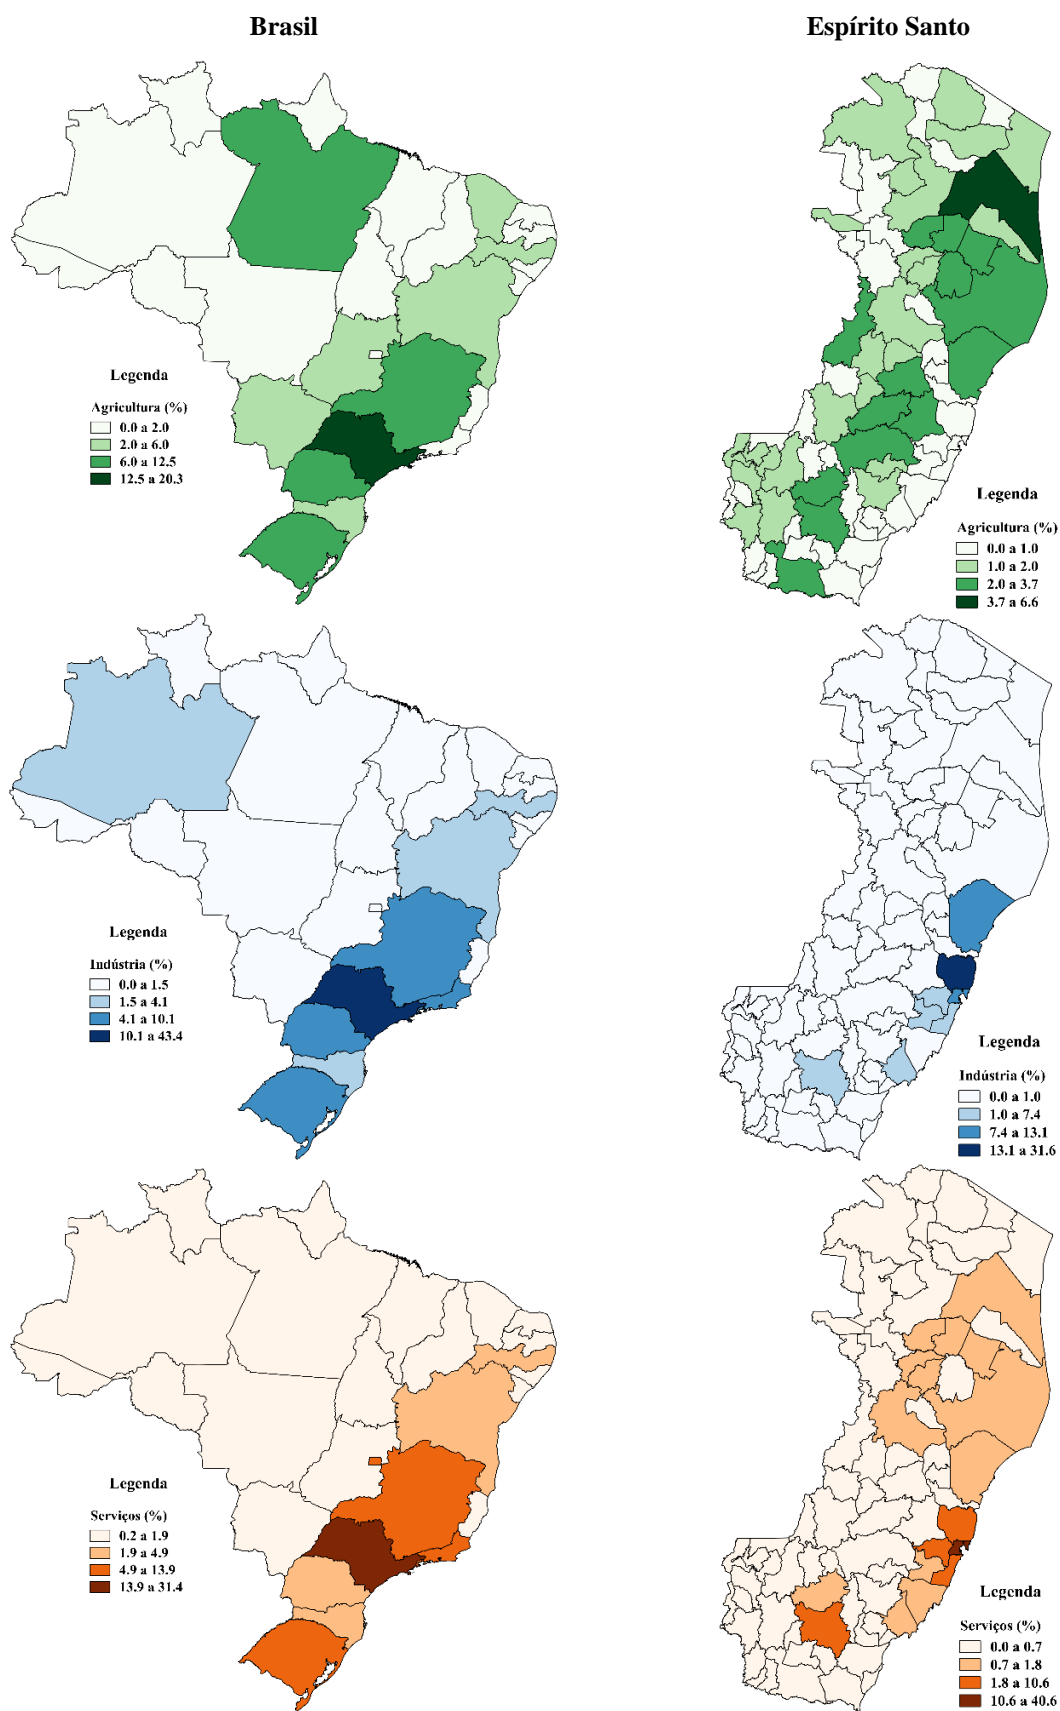 Brasil
Espírito Santo
Legenda
Agricultura (%)
0.0 a 2.0
2.0 a 6.0
6.0 a 12.5
12.5 a 20.3
Legenda
Agricultura (%)
0.0 a 1.0
1.0 a 2.0
2.0 a 3.7
3.7 a 6.6
Legenda
Indústria (%)
0.0 a 1.5
1.5 a 4.1
4.1 a 10.1
10.1 a 43.4
Legenda
Indústria (%)
0.0 a 1.0
1.0 a 7.4
7.4 a 13.1
13.1 a 31.6
Legenda
Serviços (%)
0.2 a 1.9
1.9 a 4.9
4.9 a 13.9
13.9 a 31.4
Legenda
Serviços (%)
0.0 a 0.7
0.7 a 1.8
1.8 a 10.6
10.6 a 40.6